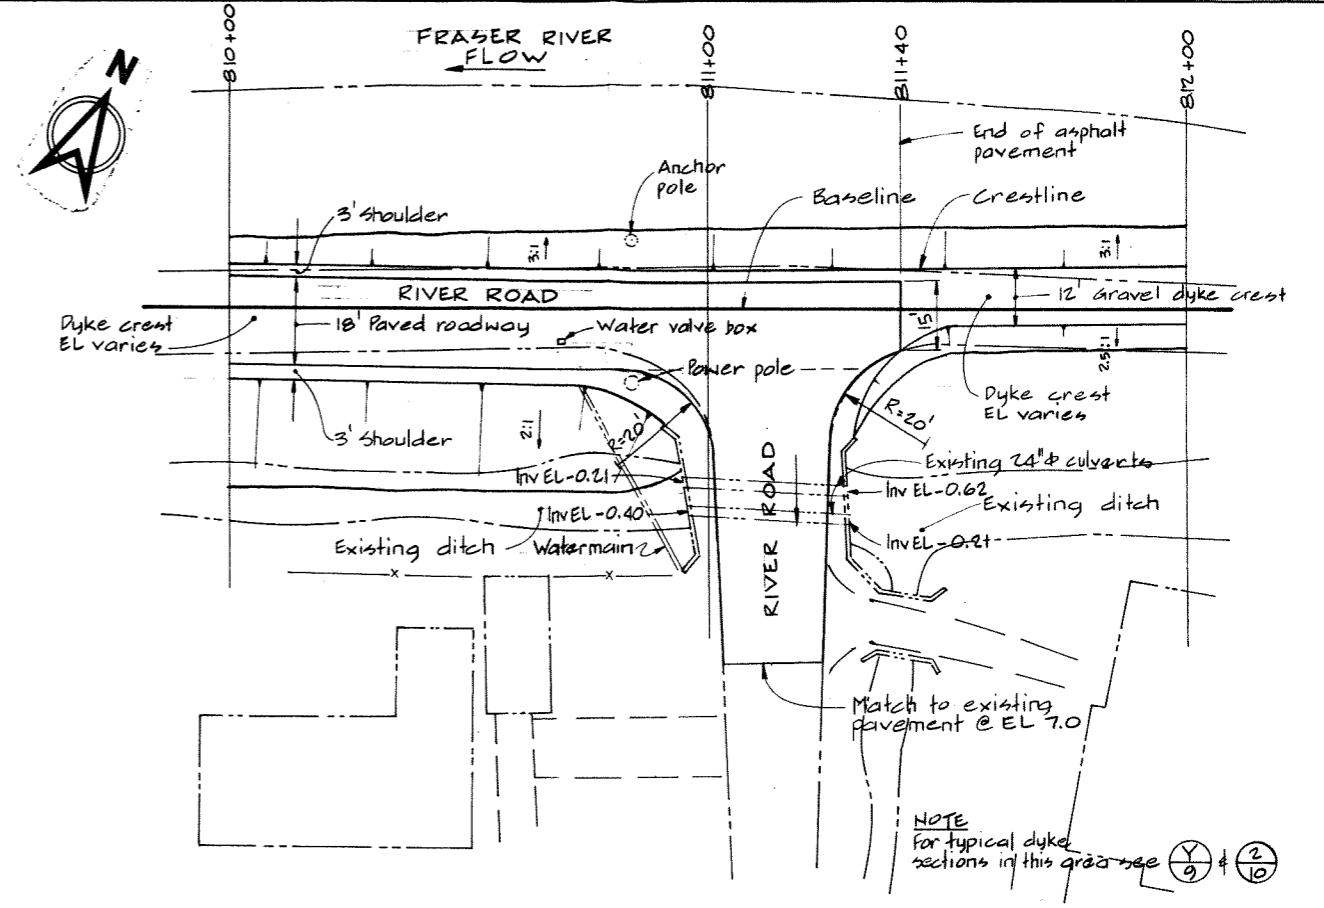 FRASER RIVER
FLOW
N
810+00
811+00
811+40
812+00
End of asphalt
pavement
Anchor
pole
Baseline
Crestline
3' Shoulder
3:1
3:1
RIVER ROAD
12' Gravel dyke crest
Dyke crest
EL varies
18' Paved roadway
Water valve box
15'
2.5:1
Power pole
Dyke crest
EL varies
R=20'
R=20'
3' Shoulder
2:1
Existing 24"ϕ culverts
Inv EL-0.21
Inv EL-0.62
Existing ditch
Inv EL-0.40
Inv EL-0.21
Existing ditch
Watermain
RIVER ROAD
Match to existing
pavement @ EL 7.0
NOTE
For typical dyke
sections in this area see Y/9 & 2/10